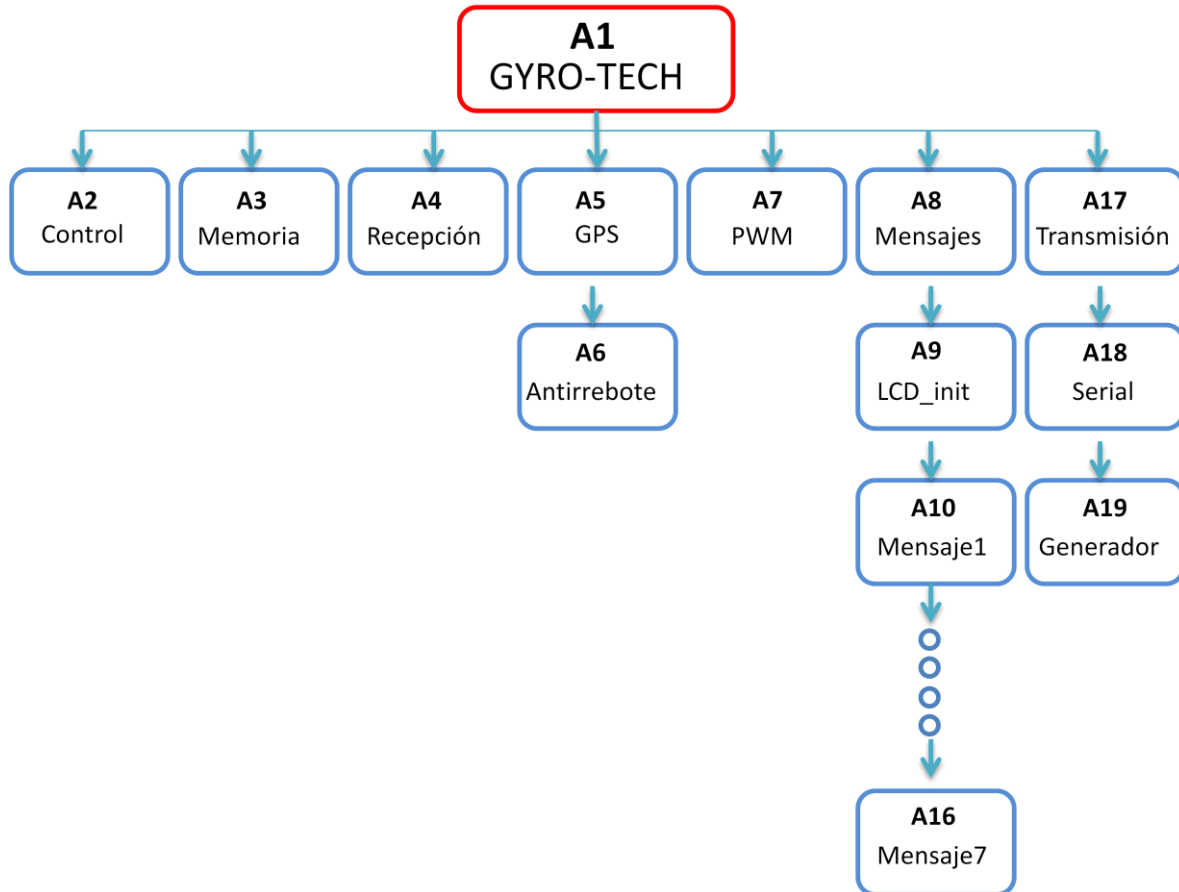 A1
GYRO-TECH
A2
Control
A3
Memoria
A4
Recepción
A5
GPS
A7
PWM
A8
Mensajes
A17
Transmisión
A6
Antirrebote
A9
LCD_init
A18
Serial
A10
Mensaje1
A19
Generador
A16
Mensaje7